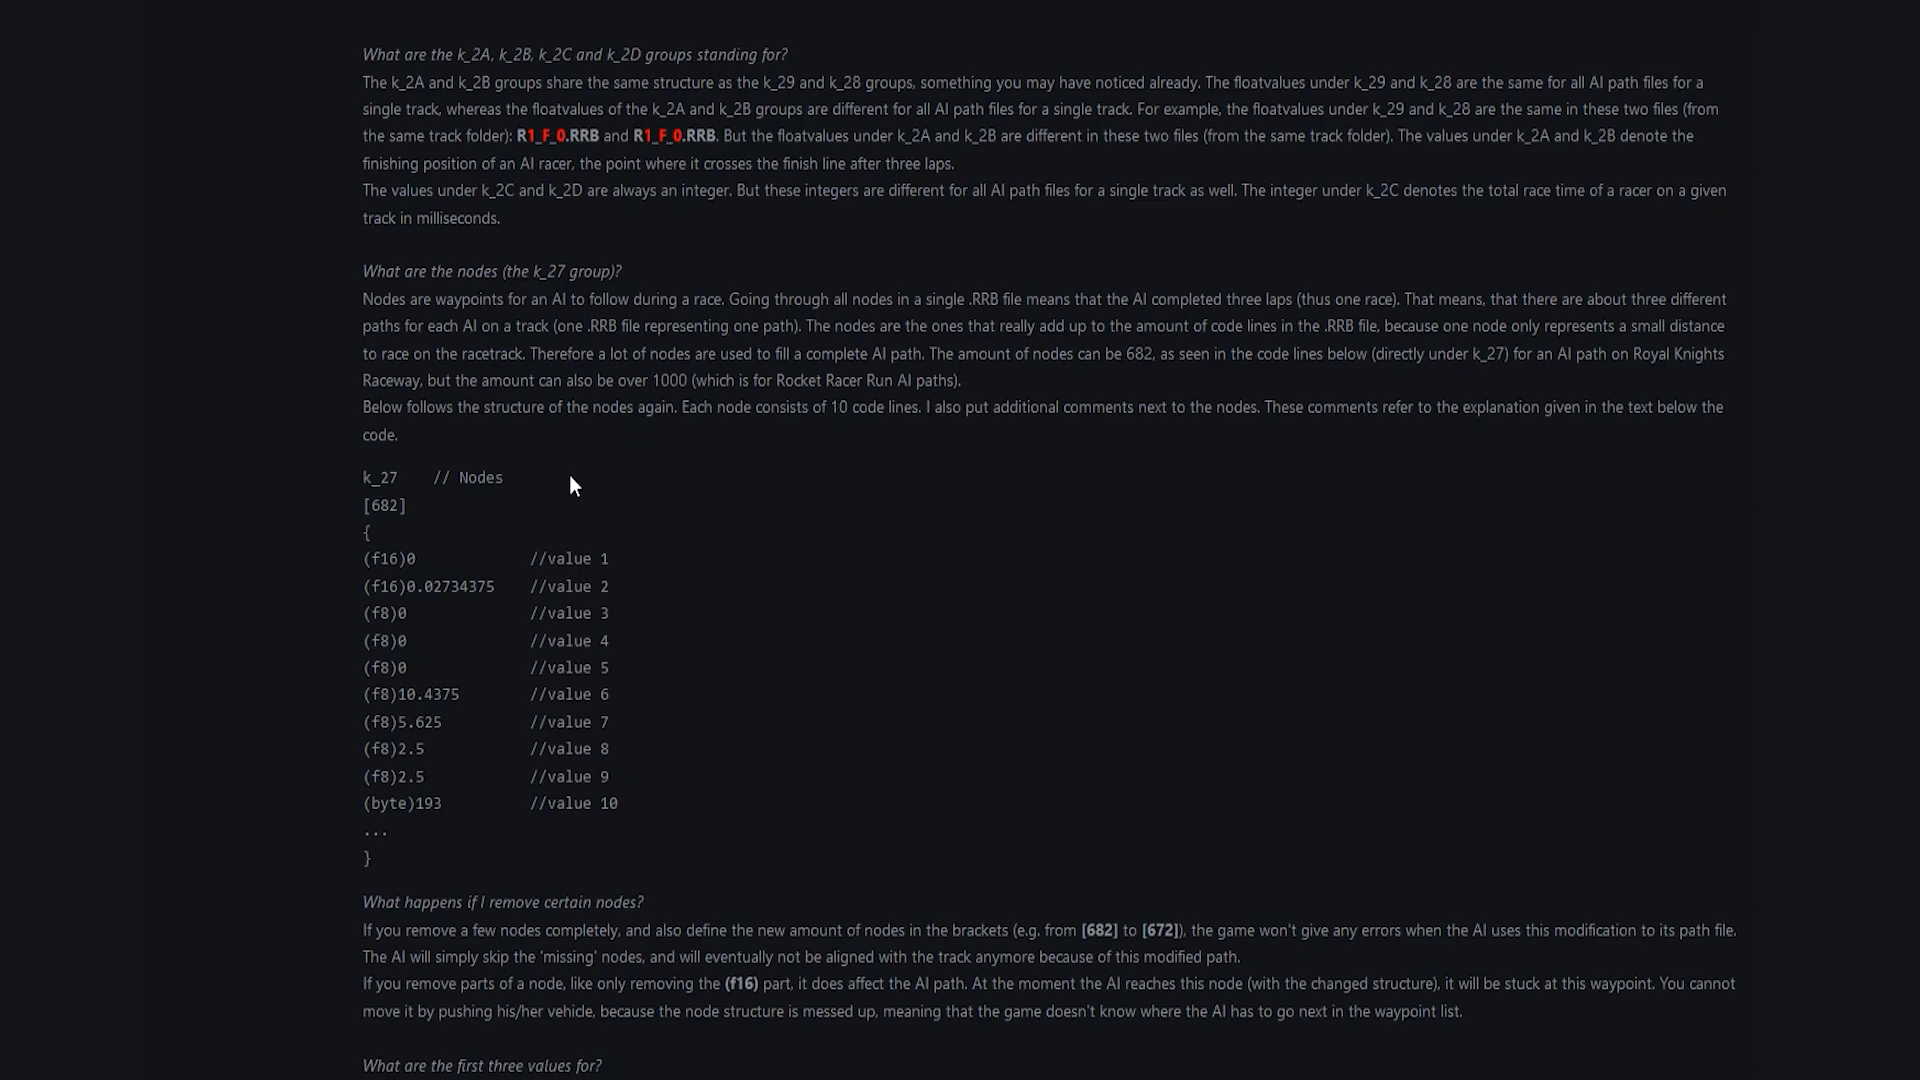 What are the k_2A, k_2B, k_2C and k_2D groups standing for?
The k_2A and k_2B groups share the same structure as the k_29 and k_28 groups, something you may have noticed already. The floatvalues under k_29 and k_28 are the same for all AI path files for a
single track, whereas the floatvalues of the k_2A and k_2B groups are different for all AI path files for a single track. For example, the floatvalues under k_29 and k_28 are the same in these two files (from
the same track folder): R1_F_0.RRB and R1_F_0.RRB. But the floatvalues under k_2A and k_2B are different in these two files (from the same track folder). The values under k_2A and k_2B denote the
finishing position of an AI racer, the point where it crosses the finish line after three laps.
The values under k_2C and k_2D are always an integer. But these integers are different for all AI path files for a single track as well. The integer under k_2C denotes the total race time of a racer on a given
track in milliseconds.
What are the nodes (the k_27 group)?
Nodes are waypoints for an AI to follow during a race. Going through all nodes in a single .RRB file means that the AI completed three laps (thus one race). That means, that there are about three different
paths for each AI on a track (one .RRB file representing one path). The nodes are the ones that really add up to the amount of code lines in the .RRB file, because one node only represents a small distance
to race on the racetrack. Therefore a lot of nodes are used to fill a complete AI path. The amount of nodes can be 682, as seen in the code lines below (directly under k_27) for an AI path on Royal Knights
Raceway, but the amount can also be over 1000 (which is for Rocket Racer Run AI paths).
Below follows the structure of the nodes again. Each node consists of 10 code lines. I also put additional comments next to the nodes. These comments refer to the explanation given in the text below the
code.
k_27 // Nodes
[682]
{
(f16)0 //value 1
(f16)0.02734375 //value 2
(f8)0 //value 3
(f8)0 //value 4
(f8)0 //value 5
(f8)10.4375 //value 6
(f8)5.625 //value 7
(f8)2.5 //value 8
(f8)2.5 //value 9
(byte)193 //value 10
...
}
What happens if I remove certain nodes?
If you remove a few nodes completely, and also define the new amount of nodes in the brackets (e.g. from [682] to [672]), the game won't give any errors when the AI uses this modification to its path file.
The AI will simply skip the 'missing' nodes, and will eventually not be aligned with the track anymore because of this modified path.
If you remove parts of a node, like only removing the (f16) part, it does affect the AI path. At the moment the AI reaches this node (with the changed structure), it will be stuck at this waypoint. You cannot
move it by pushing his/her vehicle, because the node structure is messed up, meaning that the game doesn't know where the AI has to go next in the waypoint list.
What are the first three values for?